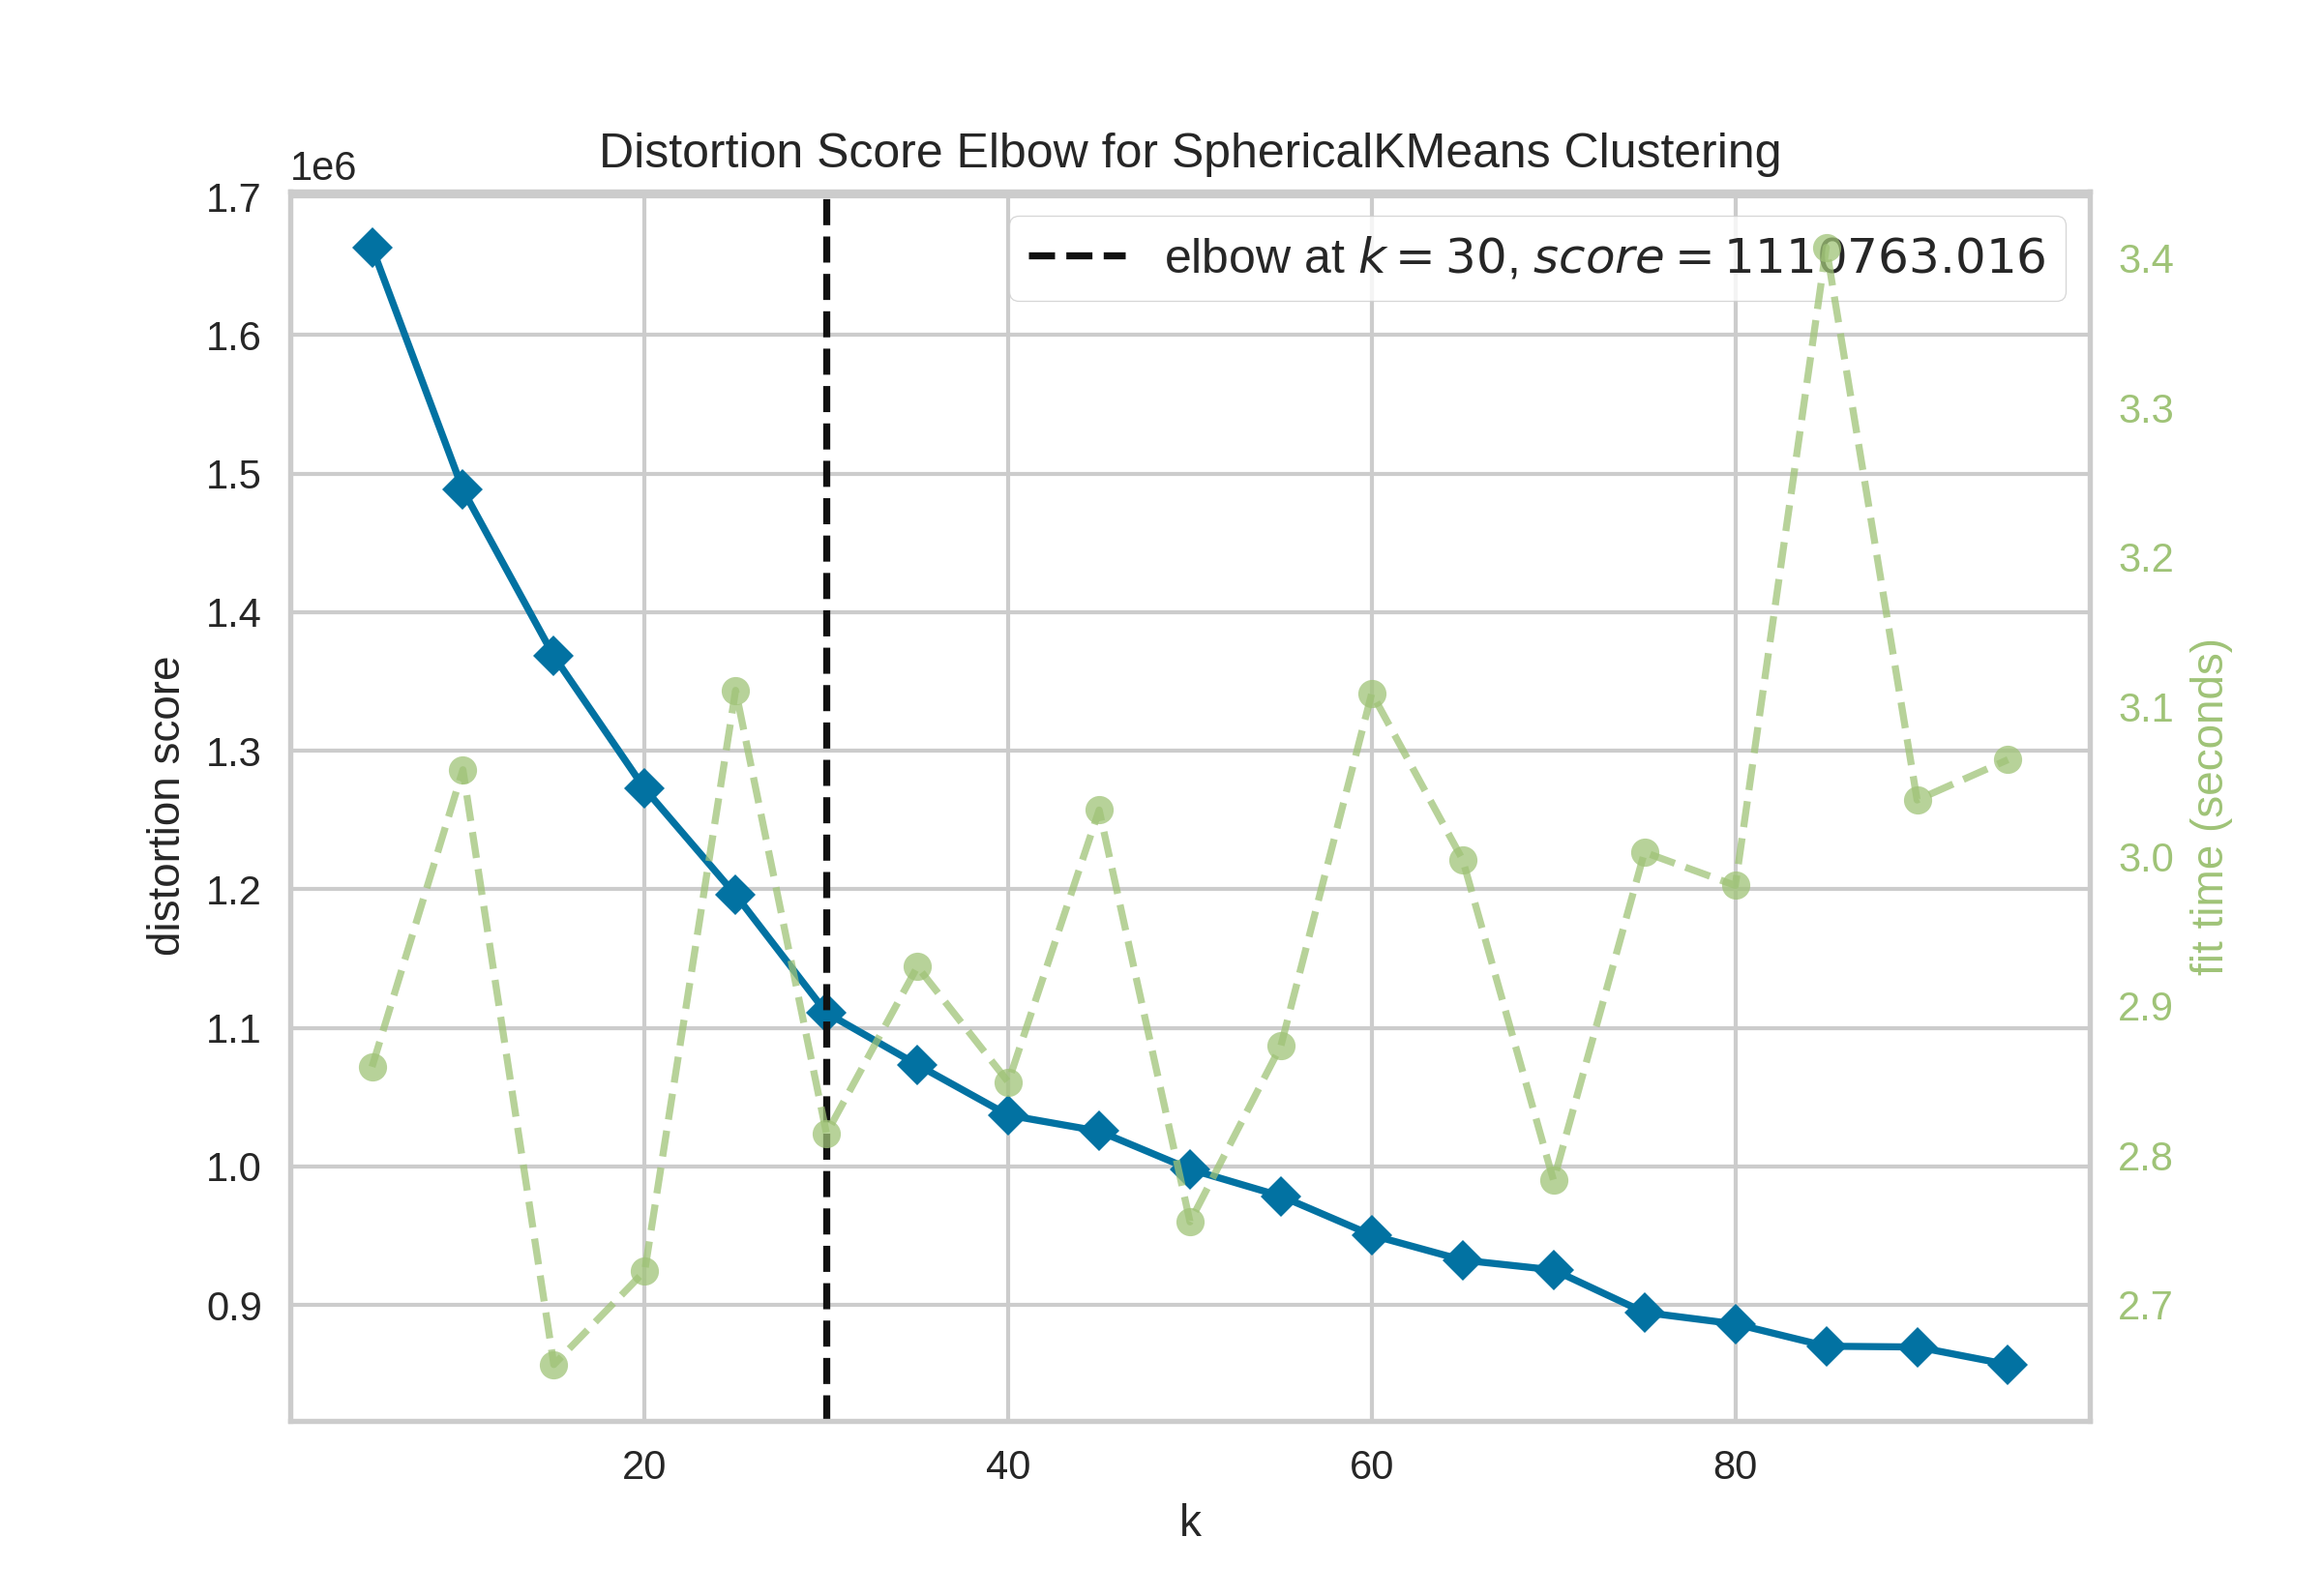 Distortion Score Elbow for SphericalKMeans Clustering
1e6
elbow at k = 30, score = 1110763.016
1.7
1.6
1.5
1.4
1.3
1.2
1.1
1.0
0.9
distortion score
3.4
3.3
3.2
3.1
3.0
2.9
2.8
2.7
fit time (seconds)
20 40 60 80
k